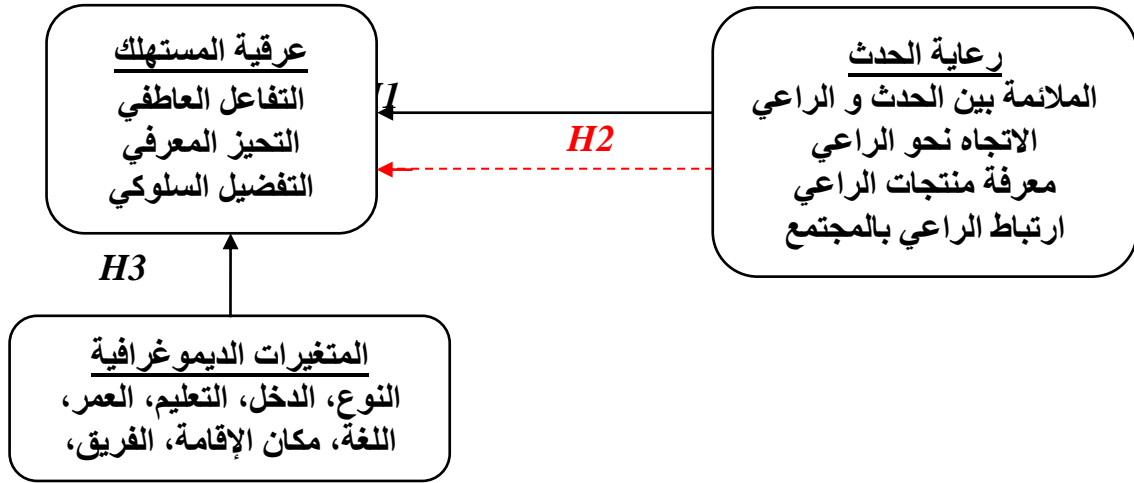 رعاية الحدث
الملائمة بين الحدث و الراعي
الاتجاه نحو الراعي
معرفة منتجات الراعي
ارتباط الراعي بالمجتمع
H1
H2
عرقية المستهلك
التفاعل العاطفي
التحيز المعرفي
التفضيل السلوكي
H3
المتغيرات الديموغرافية
النوع، الدخل، التعليم، العمر،
اللغة، مكان الإقامة، الفريق،